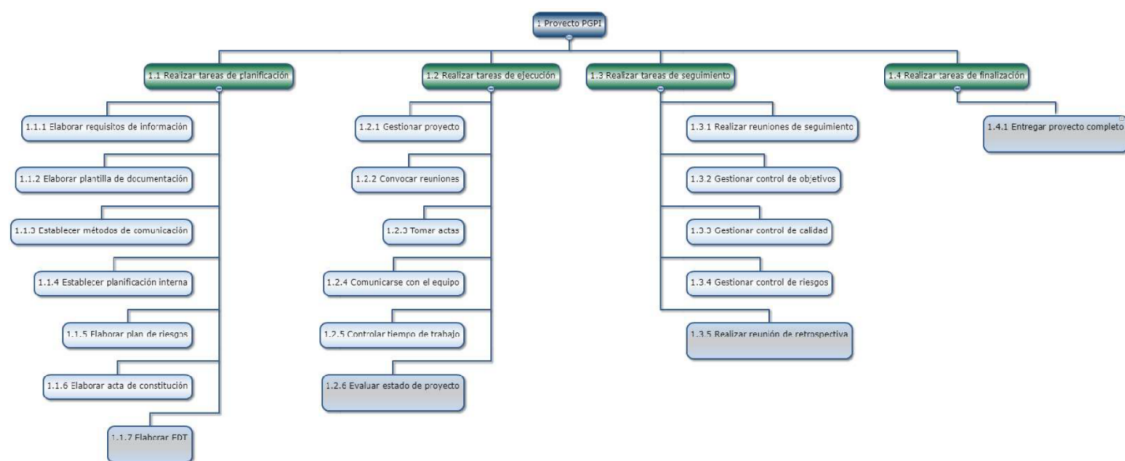 1 Proyecto PGPI
1.1 Realizar tareas de planificación
1.2 Realizar tareas de ejecución
1.3 Realizar tareas de seguimiento
1.4 Realizar tareas de finalización
1.1.1 Elaborar requisitos de información
1.1.2 Elaborar plantilla de documentación
1.1.3 Establecer métodos de comunicación
1.1.4 Establecer planificación interna
1.1.5 Elaborar plan de riesgos
1.1.6 Elaborar acta de constitución
1.1.7 Elaborar EDT
1.2.1 Gestionar proyecto
1.2.2 Convocar reuniones
1.2.3 Tomar actas
1.2.4 Comunicarse con el equipo
1.2.5 Controlar tiempo de trabajo
1.2.6 Evaluar estado de proyecto
1.3.1 Realizar reuniones de seguimiento
1.3.2 Gestionar control de objetivos
1.3.3 Gestionar control de calidad
1.3.4 Gestionar control de riesgos
1.3.5 Realizar reunión de retrospectiva
1.4.1 Entregar proyecto completo